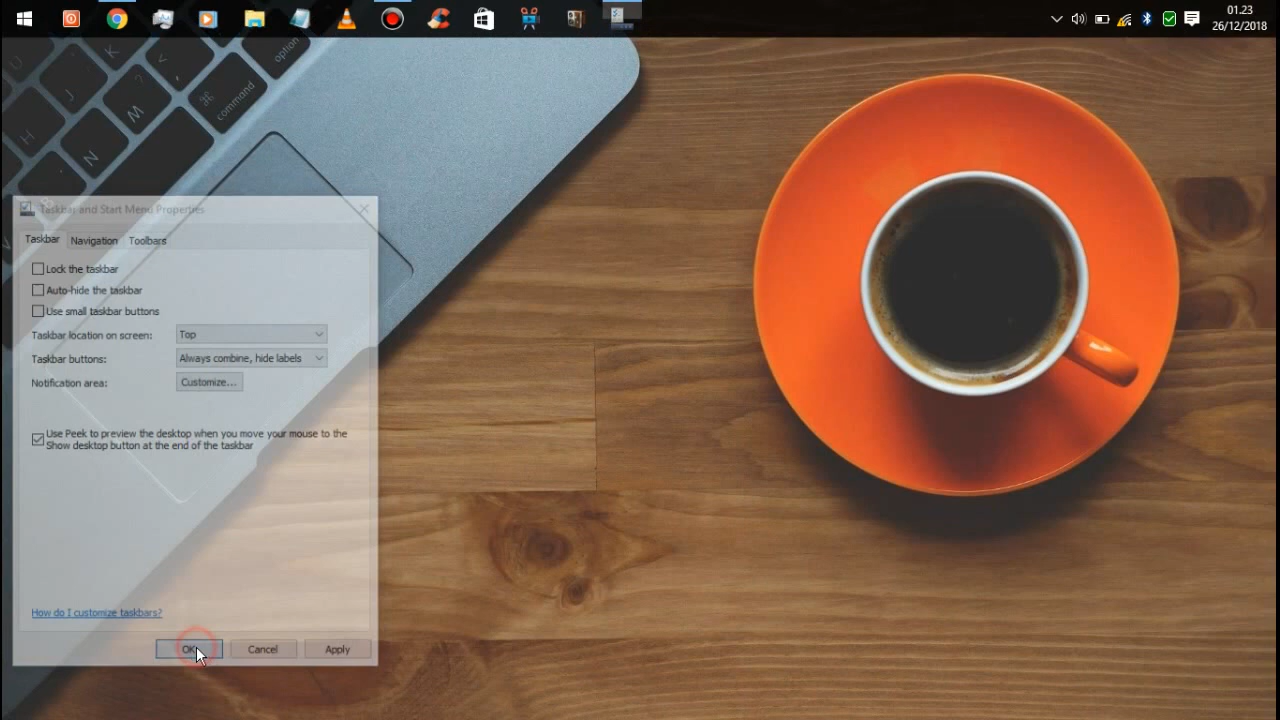 01.23
26/12/2018
U
K
option
J
M
command
H
N
Taskbar and Start Menu Properties
Taskbar Navigation Toolbars
Lock the taskbar
Auto-hide the taskbar
Use small taskbar buttons
Taskbar location on screen: Top
Taskbar buttons: Always combine, hide labels
Notification area: Customize...
Use Peek to preview the desktop when you move your mouse to the
Show desktop button at the end of the taskbar
How do I customize taskbars?
OK Cancel Apply